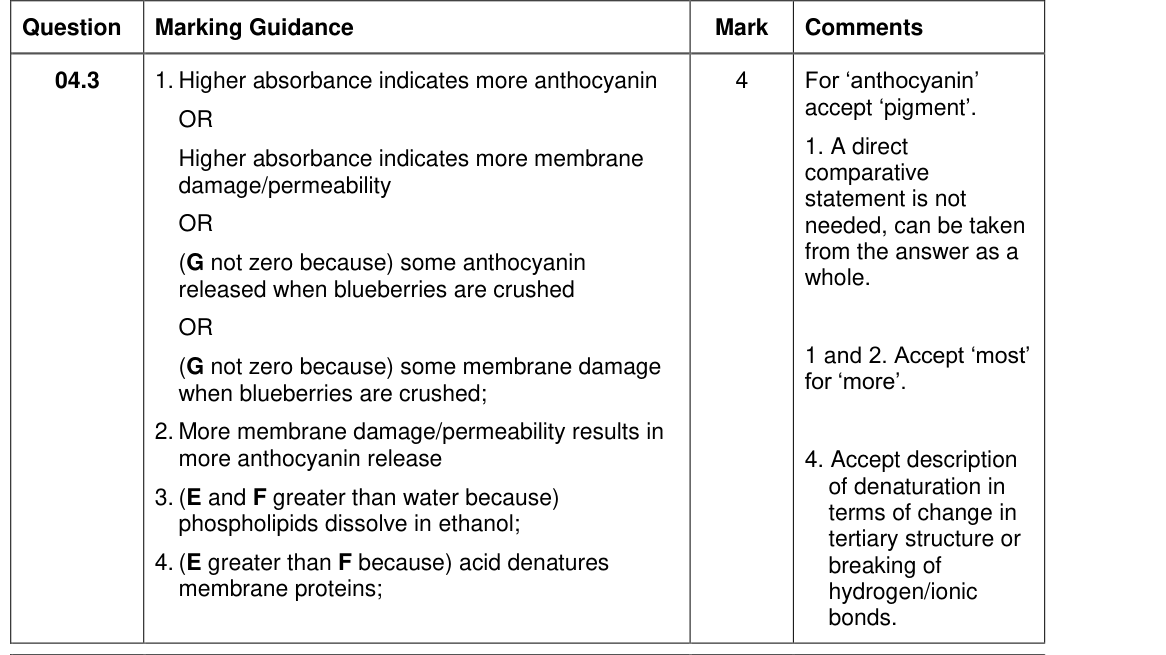 Question Marking Guidance Mark Comments
04.3
1. Higher absorbance indicates more anthocyanin
OR
Higher absorbance indicates more membrane
damage/permeability
OR
(G not zero because) some anthocyanin
released when blueberries are crushed
OR
(G not zero because) some membrane damage
when blueberries are crushed;
2. More membrane damage/permeability results in
more anthocyanin release
3. (E and F greater than water because)
phospholipids dissolve in ethanol;
4. (E greater than F because) acid denatures
membrane proteins;
4
For ‘anthocyanin’
accept ‘pigment’.
1. A direct
comparative
statement is not
needed, can be taken
from the answer as a
whole.
1 and 2. Accept ‘most’
for ‘more’.
4. Accept description
of denaturation in
terms of change in
tertiary structure or
breaking of
hydrogen/ionic
bonds.